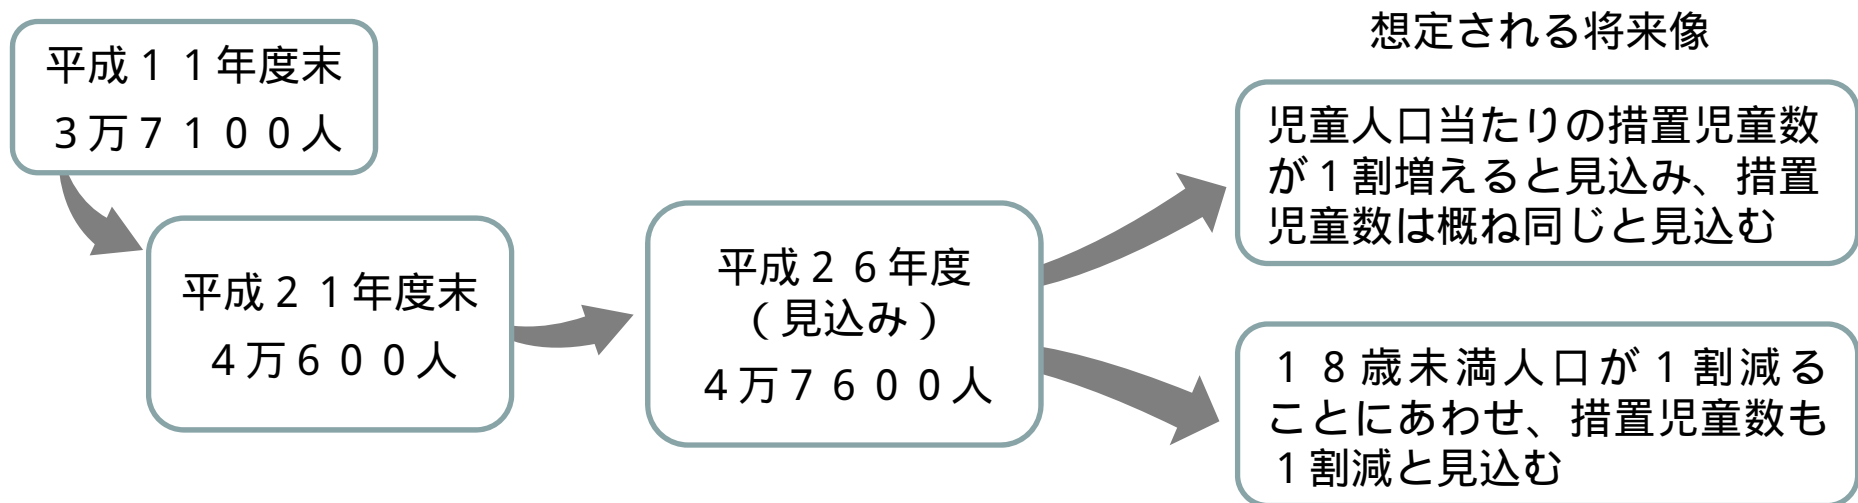 平成１１年度末
３万７１００人
平成２１年度末
４万６００人
平成２６年度
（見込み）
４万７６００人
想定される将来像
児童人口当たりの措置児童数
が１割増えると見込み、措置
児童数は概ね同じと見込む
１８歳未満人口が１割減る
ことにあわせ、措置児童数も
１割減と見込む